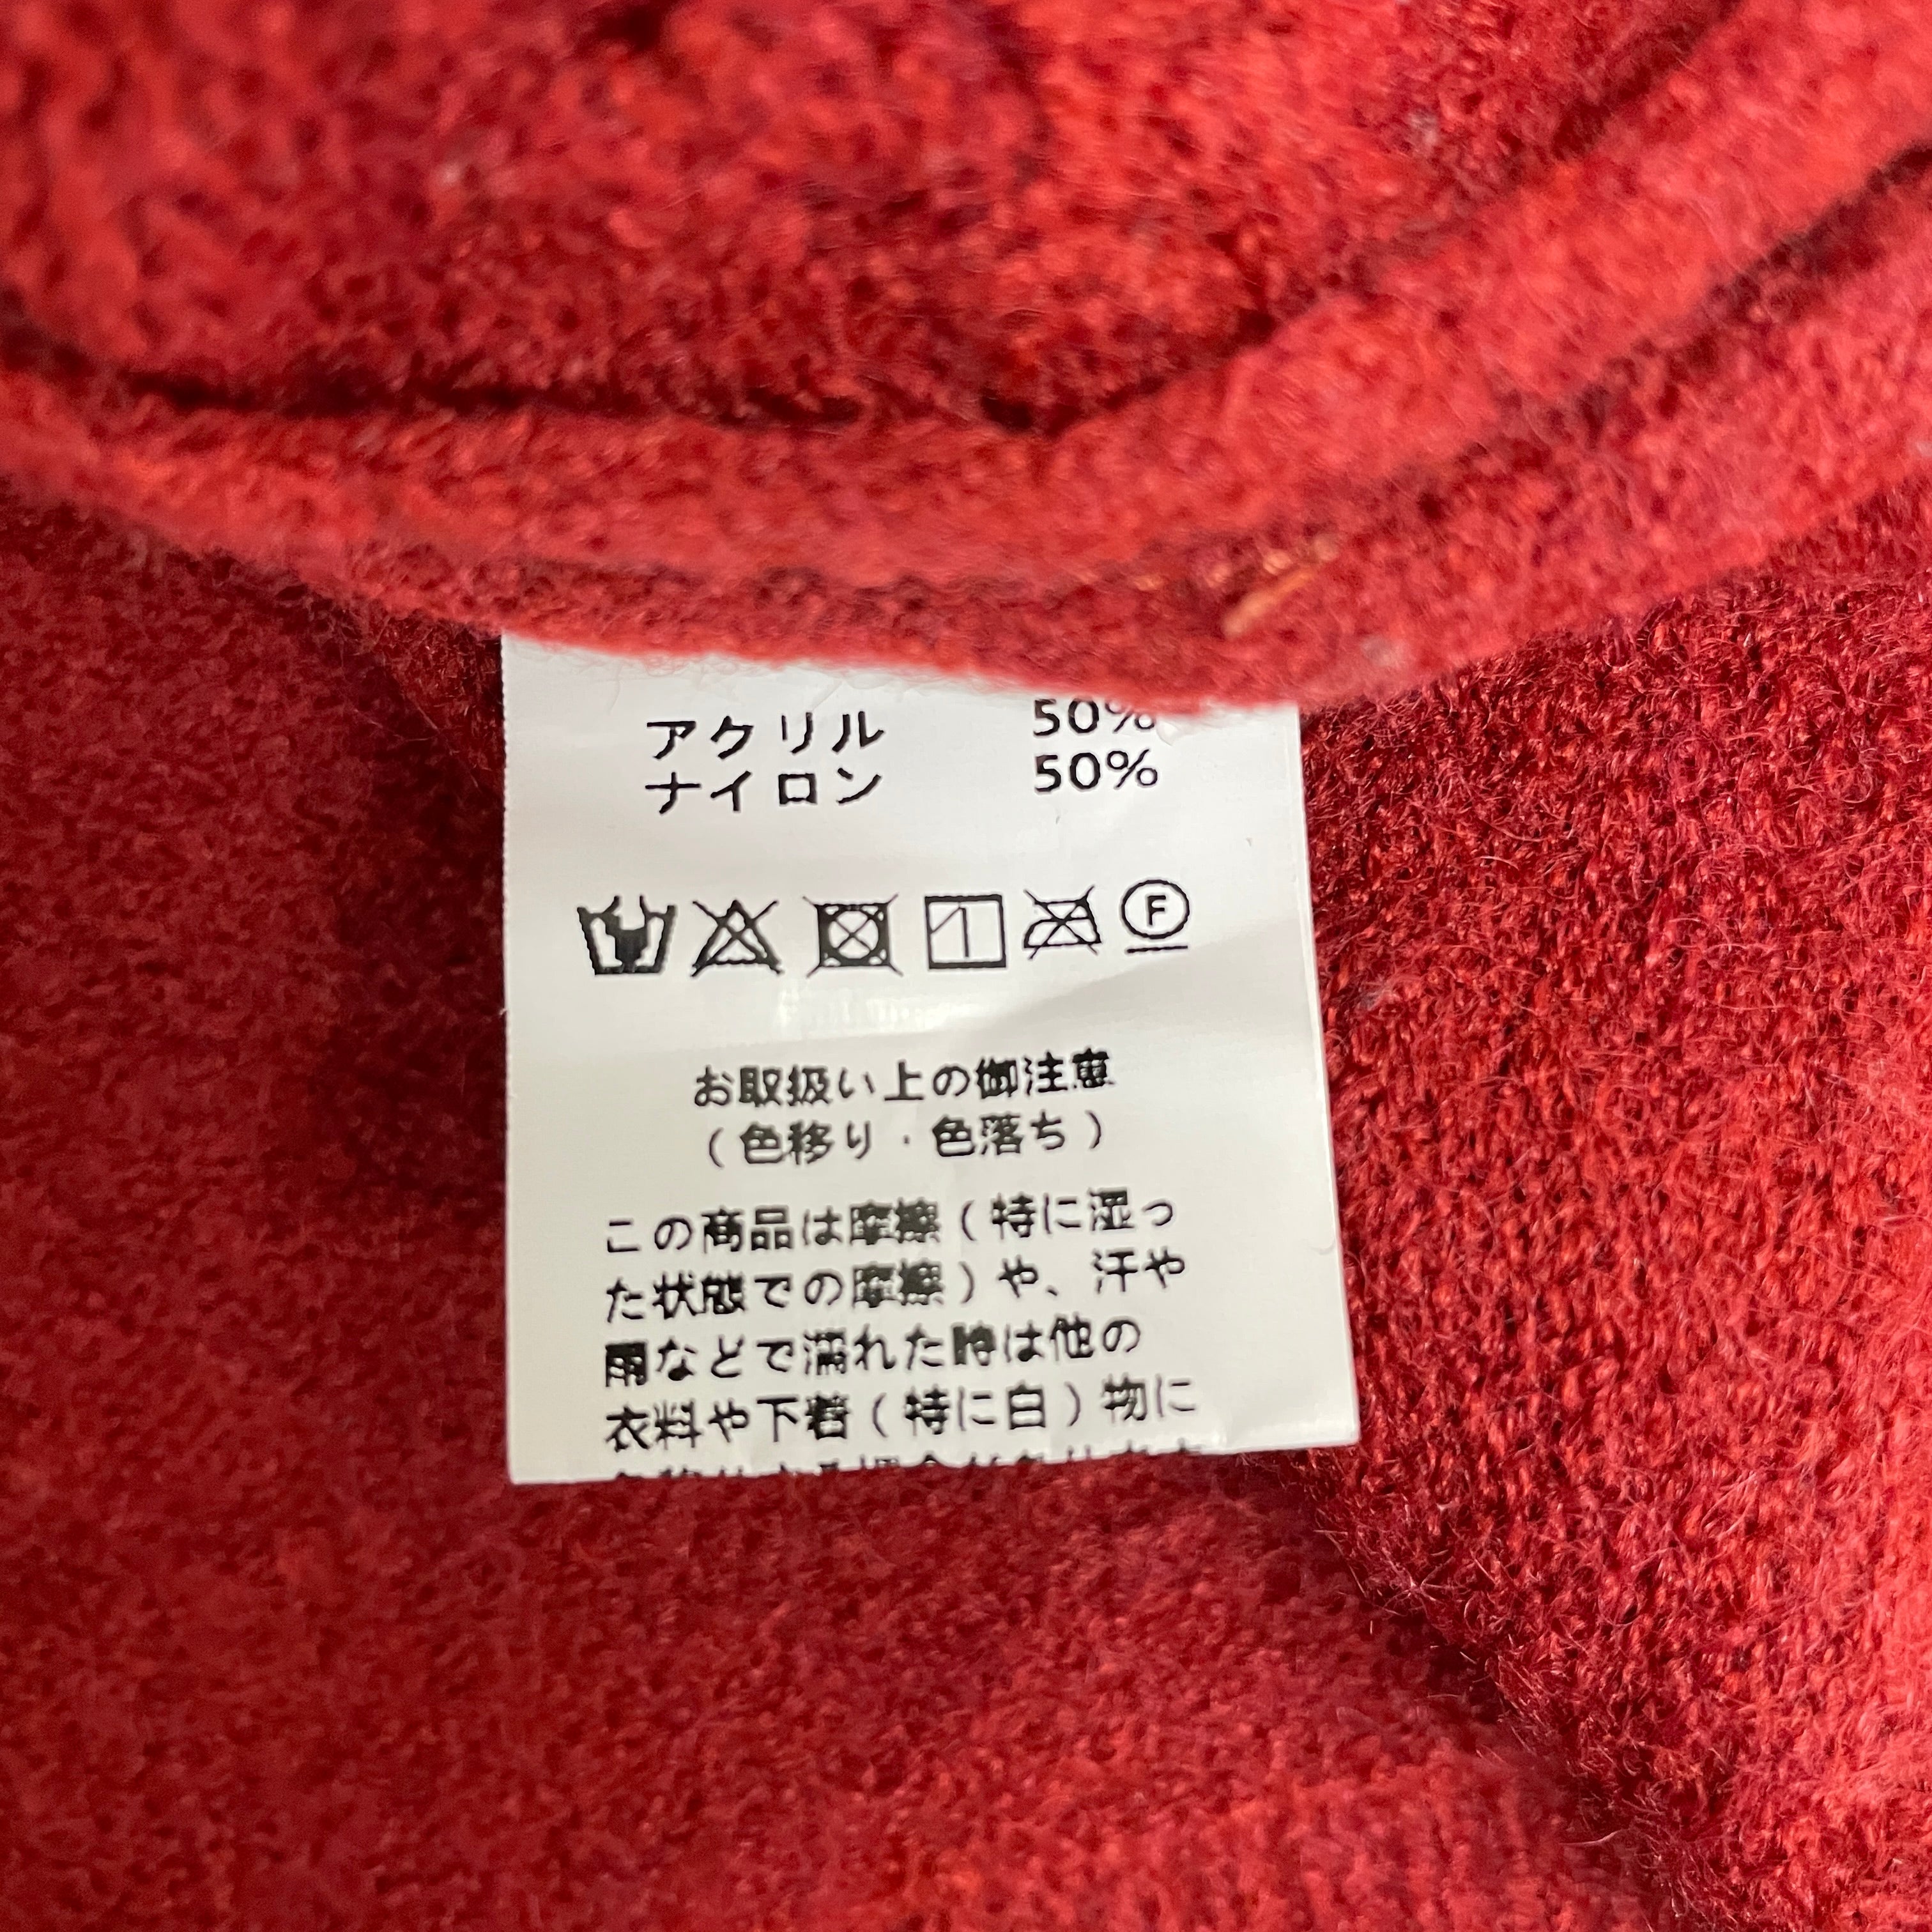 アクリル 50%
ナイロン 50%
F
お取扱い上の御注意
(色移り・色落ち)
この商品は摩擦(特に湿っ
た状態での摩擦)や、汗や
雨などで濡れた時は他の
衣料や下着(特に白)物に